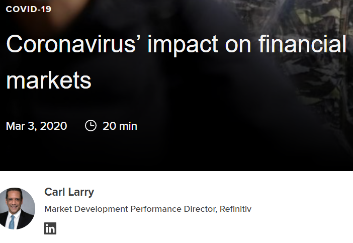 COVID-19
Coronavirus’ impact on financial
markets
Mar 3, 2020 20 min
Carl Larry
Market Development Performance Director, Refinitiv
in